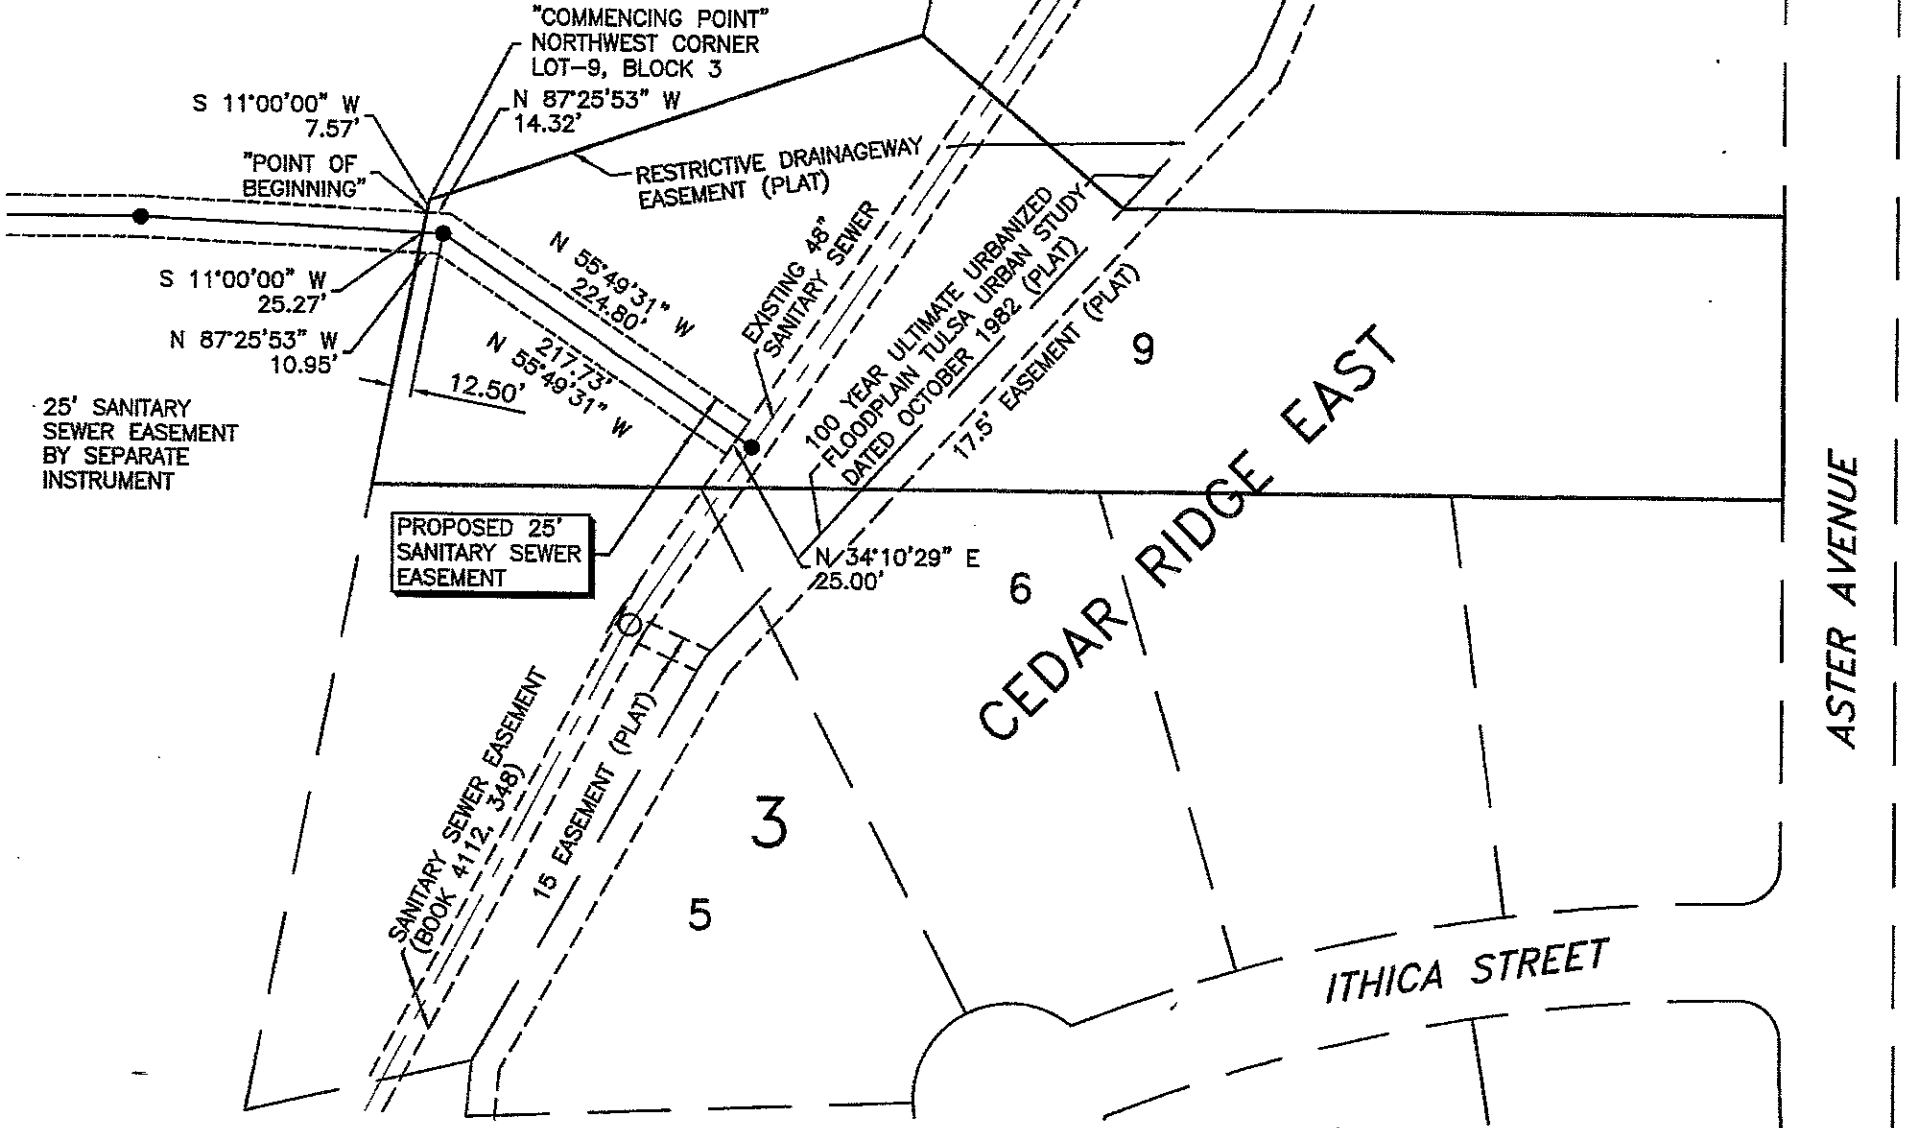 "COMMENCING POINT"
NORTHWEST CORNER
LOT-9, BLOCK 3
S 11°00'00" W
7.57'
N 87°25'53" W
14.32'
"POINT OF
BEGINNING"
RESTRICTIVE DRAINAGEWAY
EASEMENT (PLAT)
S 11°00'00" W
25.27'
N 87°25'53" W
10.95'
N 55°49'31" W
224.80'
217.73'
N 55°49'31" W
12.50'
EXISTING 48"
SANITARY SEWER
100 YEAR ULTIMATE URBANIZED
FLOODPLAIN TULSA URBAN STUDY
DATED OCTOBER 1982 (PLAT)
17.5' EASEMENT (PLAT)
9
25' SANITARY
SEWER EASEMENT
BY SEPARATE
INSTRUMENT
PROPOSED 25'
SANITARY SEWER
EASEMENT
N 34°10'29" E
25.00'
6
CEDAR RIDGE EAST
ASTER AVENUE
SANITARY SEWER EASEMENT
(BOOK 4112, 348)
15 EASEMENT (PLAT)
3
5
ITHICA STREET